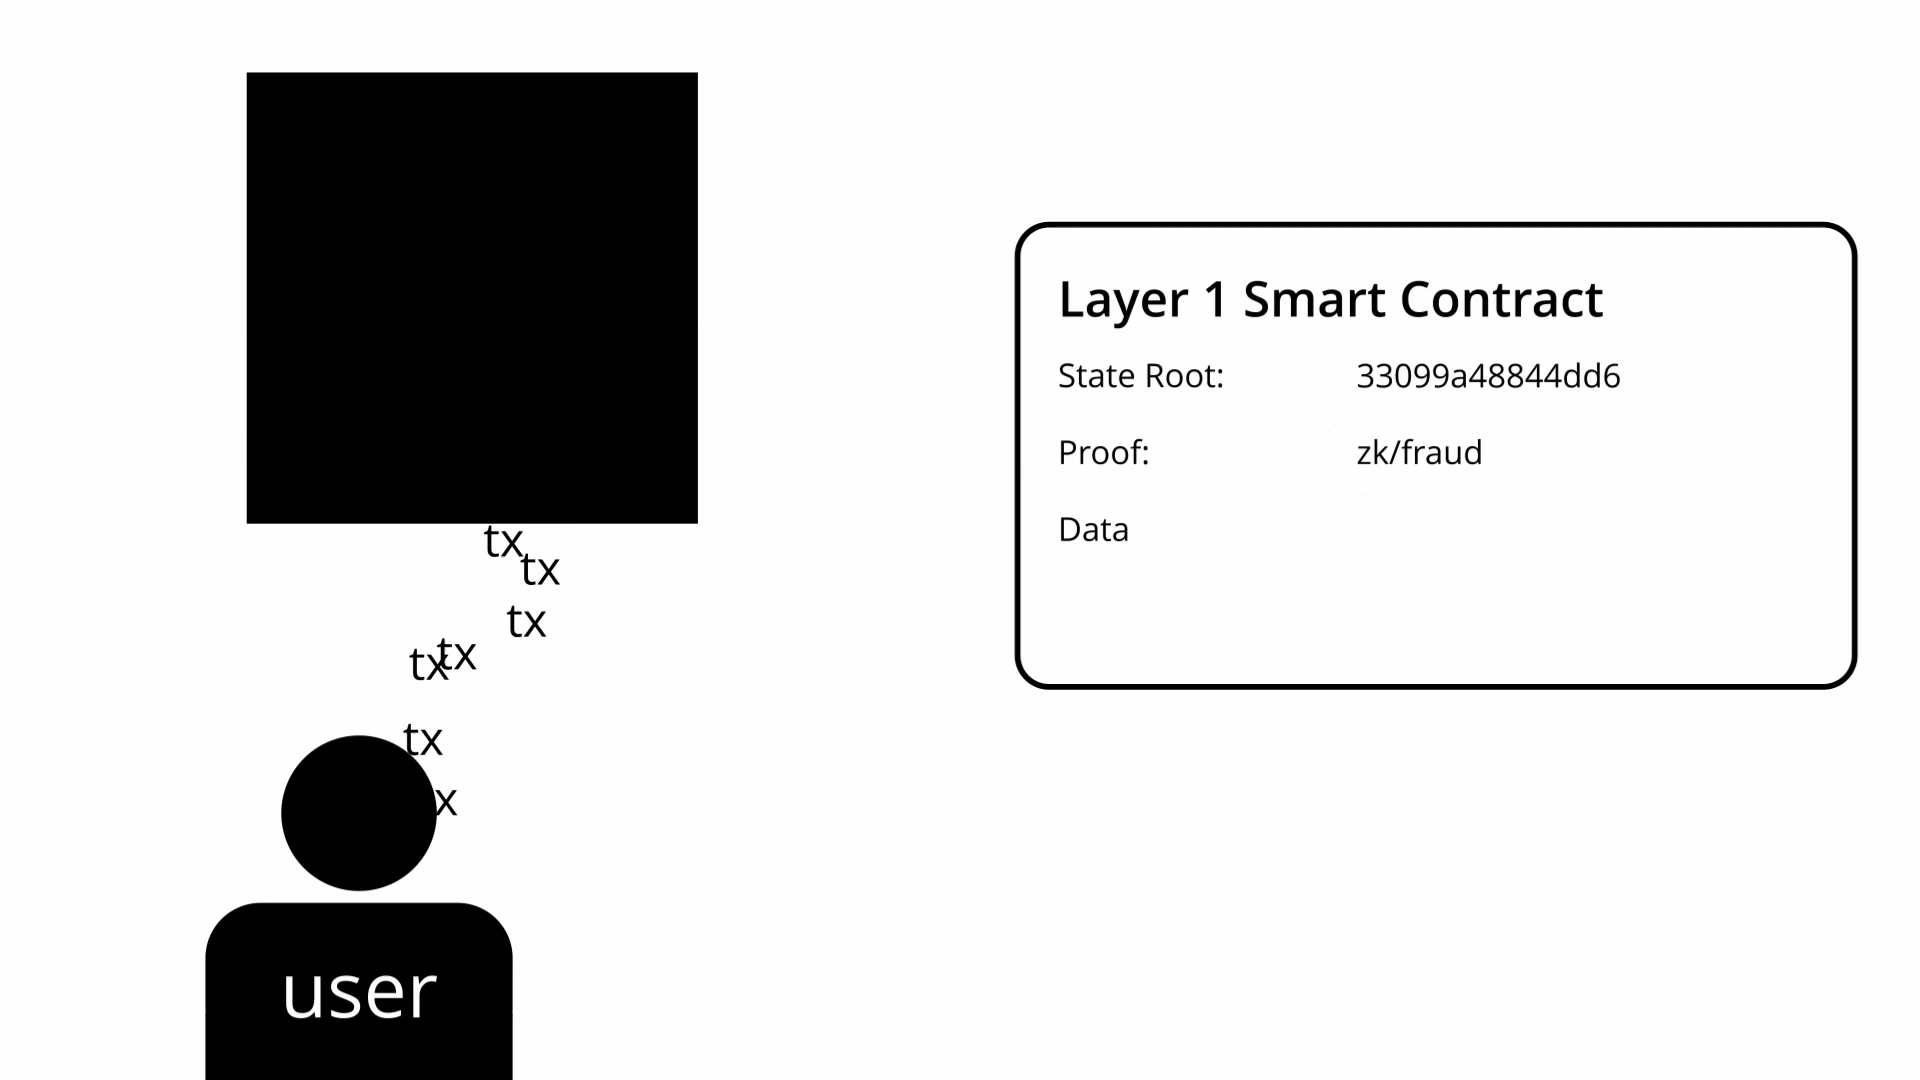 tx
tx
tx
tx
tx
tx
x
user
Layer 1 Smart Contract
State Root: 33099a48844dd6
Proof: zk/fraud
Data